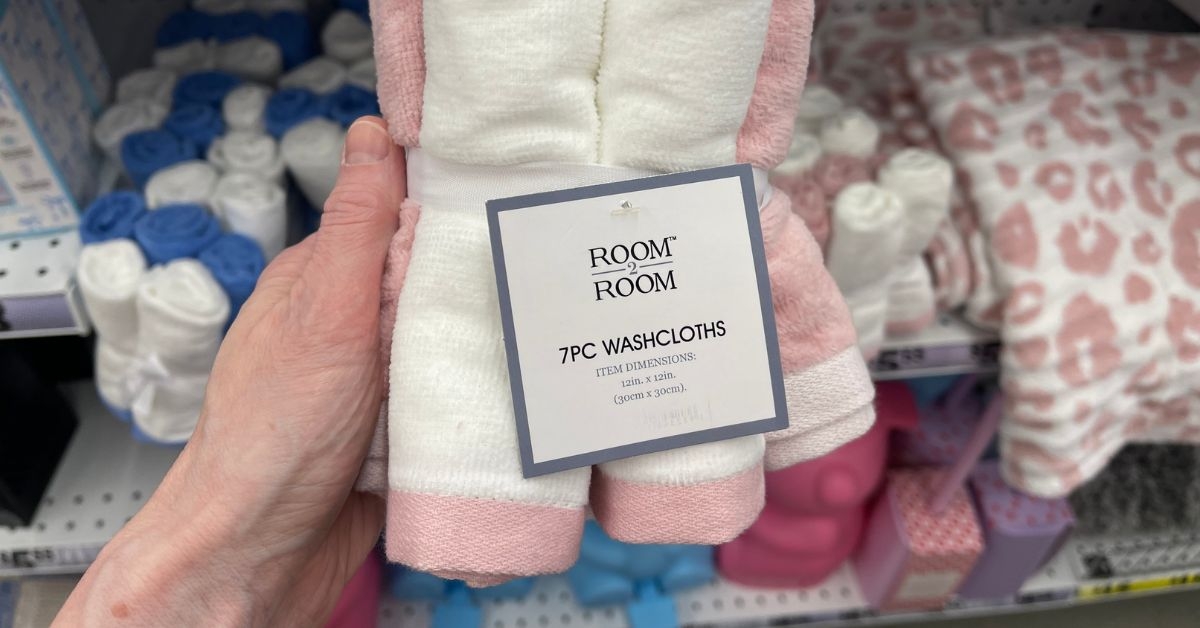 ROOM™
2
ROOM
7PC WASHCLOTHS
ITEM DIMENSIONS:
12in. x 12in.
(30cm x 30cm).